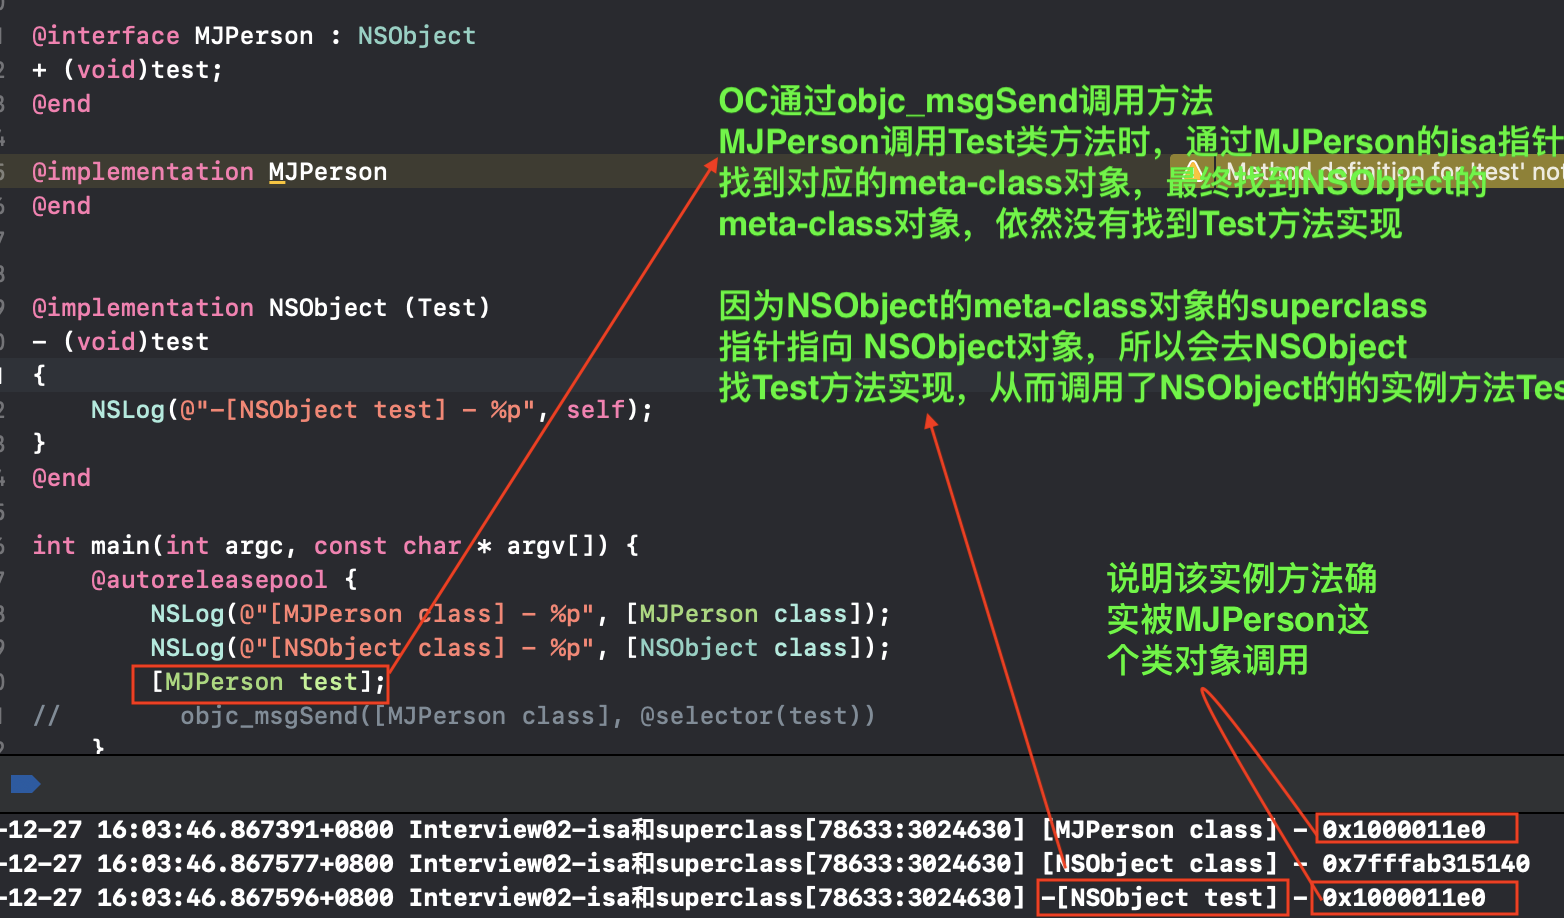 @interface MJPerson : NSObject
+ (void)test;
@end
@implementation MJPerson
@end
@implementation NSObject (Test)
- (void)test
{
NSLog(@"-[NSObject test] - %p", self);
}
@end
int main(int argc, const char * argv[]) {
@autoreleasepool {
NSLog(@"[MJPerson class] - %p", [MJPerson class]);
NSLog(@"[NSObject class] - %p", [NSObject class]);
[MJPerson test];
// objc_msgSend([MJPerson class], @selector(test))
}
OC通过objc_msgSend调用方法
MJPerson调用Test类方法时，通过MJPerson的isa指针
找到对应的meta-class对象，最终找到NSObject的
meta-class对象，依然没有找到Test方法实现
Method definition for 'test' not
因为NSObject的meta-class对象的superclass
指针指向 NSObject对象，所以会去NSObject
找Test方法实现，从而调用了NSObject的的实例方法Tes
说明该实例方法确
实被MJPerson这
个类对象调用
-12-27 16:03:46.867391+0800 Interview02-isa和superclass[78633:3024630] [MJPerson class] - 0x1000011e0
-12-27 16:03:46.867577+0800 Interview02-isa和superclass[78633:3024630] [NSObject class] - 0x7fffab315140
-12-27 16:03:46.867596+0800 Interview02-isa和superclass[78633:3024630] -[NSObject test] - 0x1000011e0